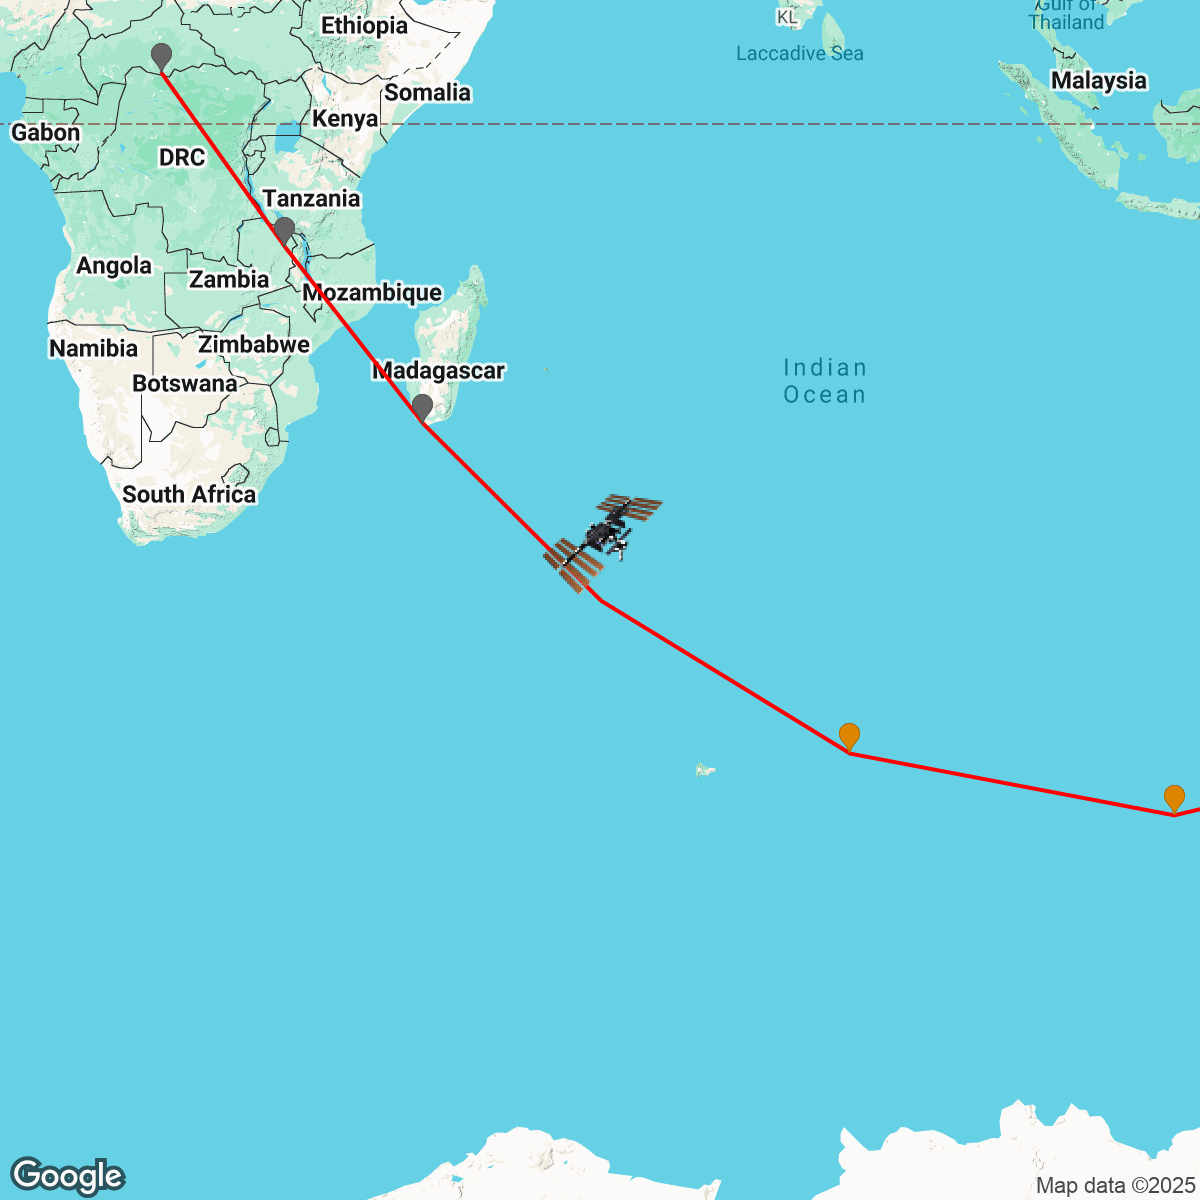 Ethiopia
KL
Gulf of
Thailand
Laccadive Sea
Malaysia
Somalia
Kenya
Gabon
DRC
Tanzania
Angola
Zambia
Mozambique
Namibia
Zimbabwe
Madagascar
Botswana
Indian
Ocean
South Africa
Google
Map data ©2025